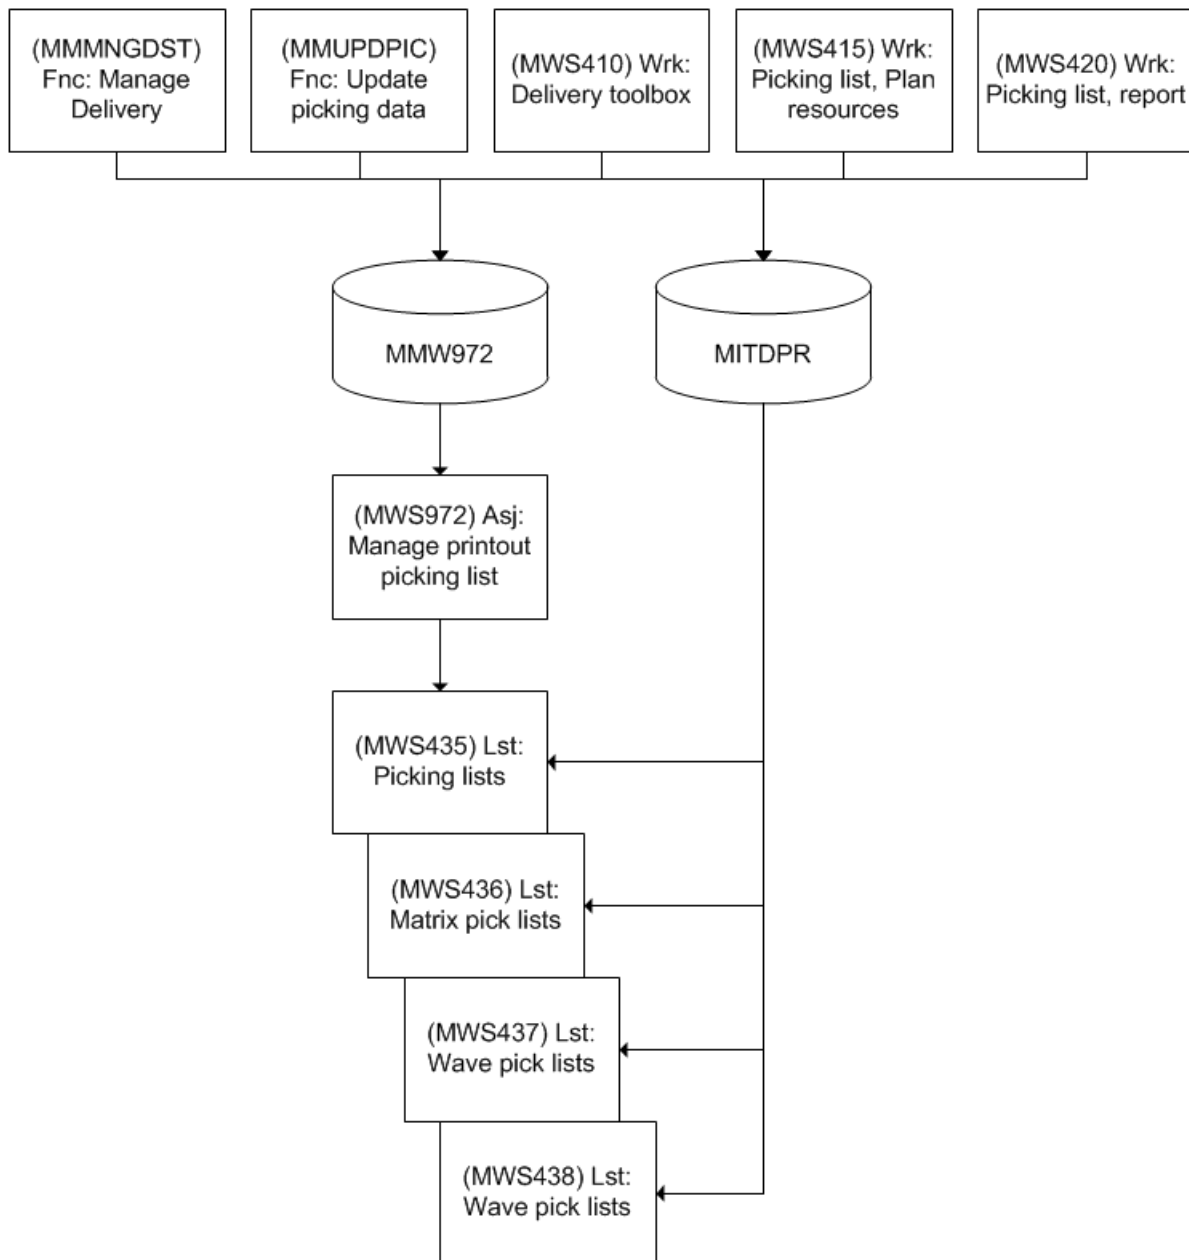 (MMMNGDST)
Fnc: Manage
Delivery
(MMUPDPIC)
Fnc: Update
picking data
(MWS410) Wrk:
Delivery toolbox
(MWS415) Wrk:
Picking list, Plan
resources
(MWS420) Wrk:
Picking list, report
MMW972
MITDPR
(MWS972) Asj:
Manage printout
picking list
(MWS435) Lst:
Picking lists
(MWS436) Lst:
Matrix pick lists
(MWS437) Lst:
Wave pick lists
(MWS438) Lst:
Wave pick lists